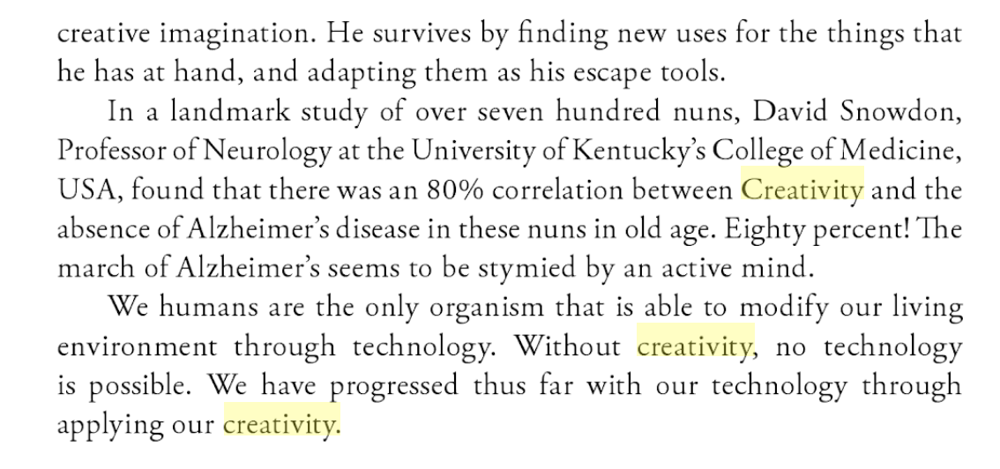 creative imagination. He survives by finding new uses for the things that
he has at hand, and adapting them as his escape tools.
In a landmark study of over seven hundred nuns, David Snowdon,
Professor of Neurology at the University of Kentucky’s College of Medicine,
USA, found that there was an 80% correlation between Creativity and the
absence of Alzheimer’s disease in these nuns in old age. Eighty percent! The
march of Alzheimer’s seems to be stymied by an active mind.
We humans are the only organism that is able to modify our living
environment through technology. Without creativity, no technology
is possible. We have progressed thus far with our technology through
applying our creativity.